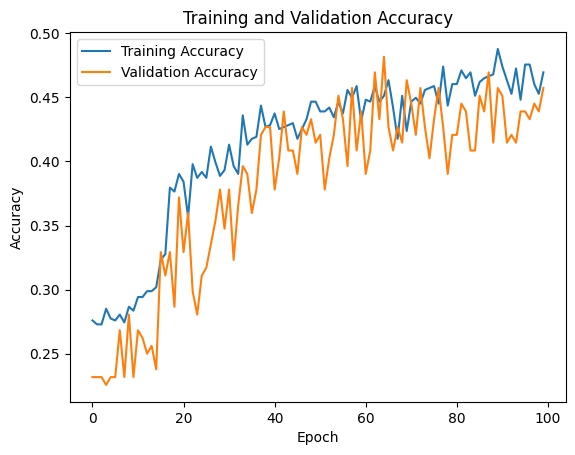 Training and Validation Accuracy
Training Accuracy
Validation Accuracy
0.50
0.45
0.40
0.35
0.30
0.25
Accuracy
0 20 40 60 80 100
Epoch